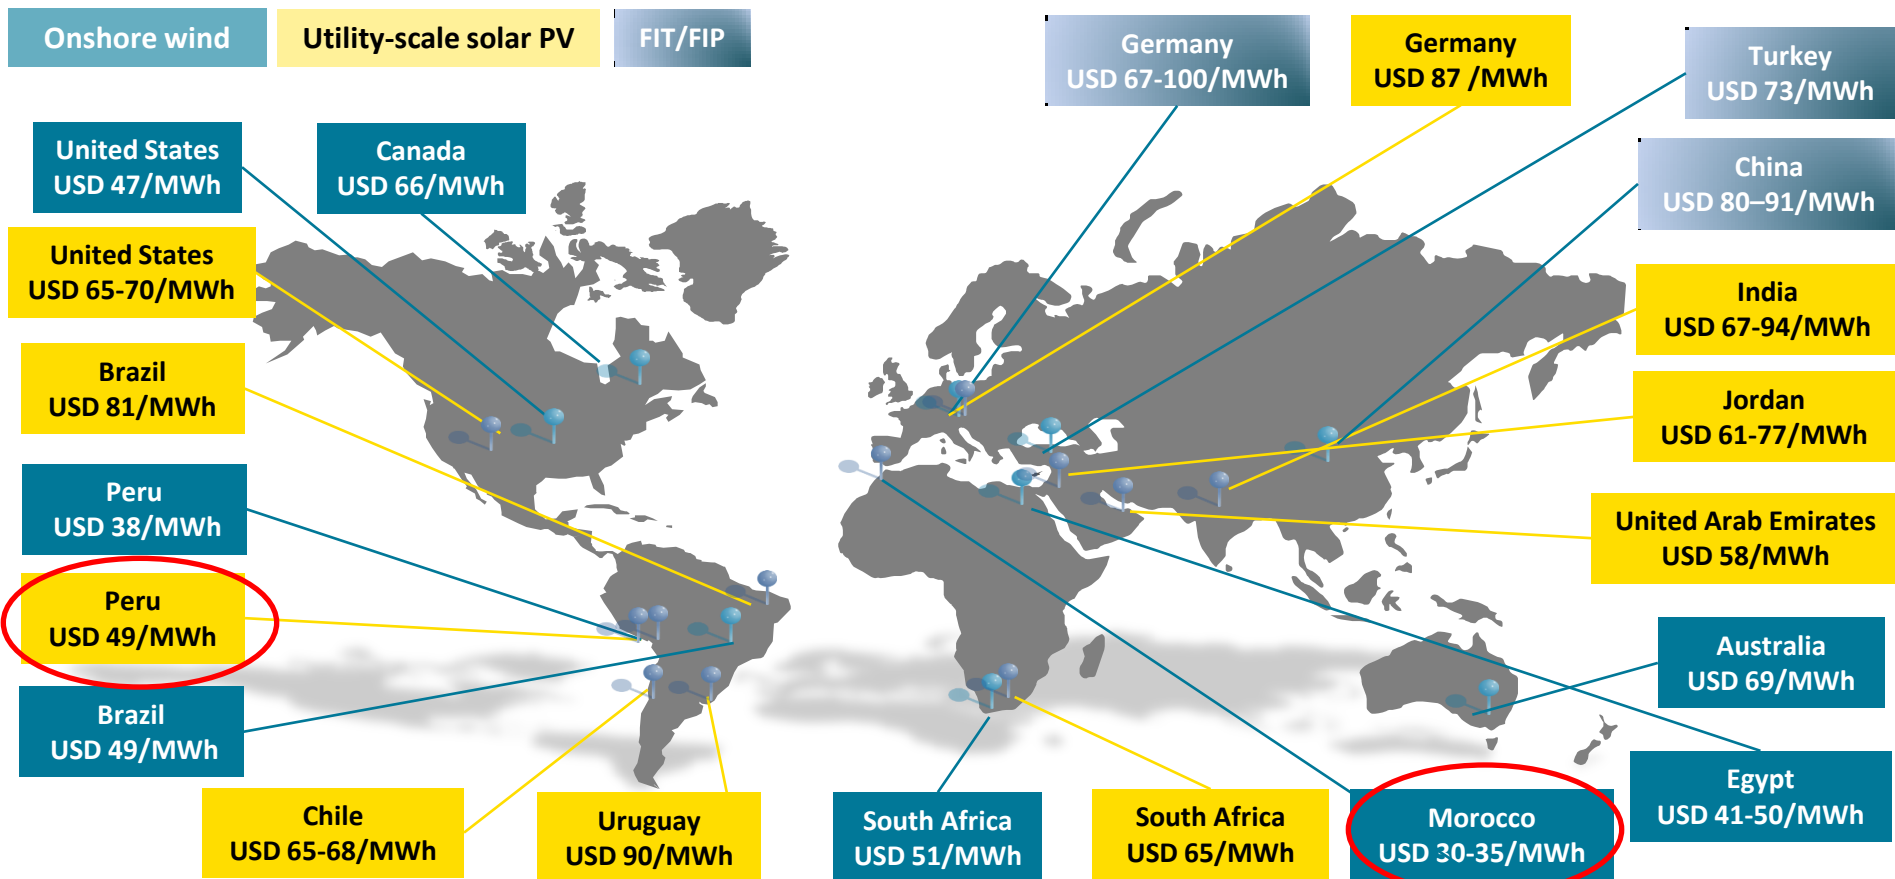 Onshore wind
Utility-scale solar PV
FIT/FIP
Germany
USD 67-100/MWh
Germany
USD 87 /MWh
Turkey
USD 73/MWh
United States
USD 47/MWh
Canada
USD 66/MWh
China
USD 80–91/MWh
United States
USD 65-70/MWh
India
USD 67-94/MWh
Brazil
USD 81/MWh
Jordan
USD 61-77/MWh
Peru
USD 38/MWh
United Arab Emirates
USD 58/MWh
Peru
USD 49/MWh
Australia
USD 69/MWh
Brazil
USD 49/MWh
Egypt
USD 41-50/MWh
Chile
USD 65-68/MWh
Uruguay
USD 90/MWh
South Africa
USD 51/MWh
South Africa
USD 65/MWh
Morocco
USD 30-35/MWh